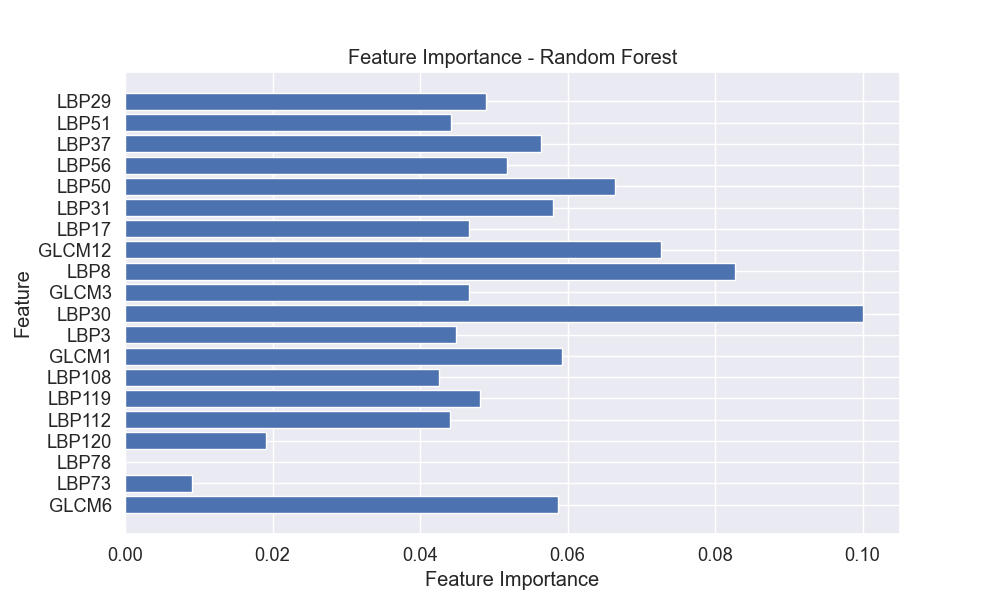 Feature Importance - Random Forest
LBP29
LBP51
LBP37
LBP56
LBP50
LBP31
LBP17
GLCM12
LBP8
GLCM3
LBP30
LBP3
GLCM1
LBP108
LBP119
LBP112
LBP120
LBP78
LBP73
GLCM6
Feature
0.00 0.02 0.04 0.06 0.08 0.10
Feature Importance